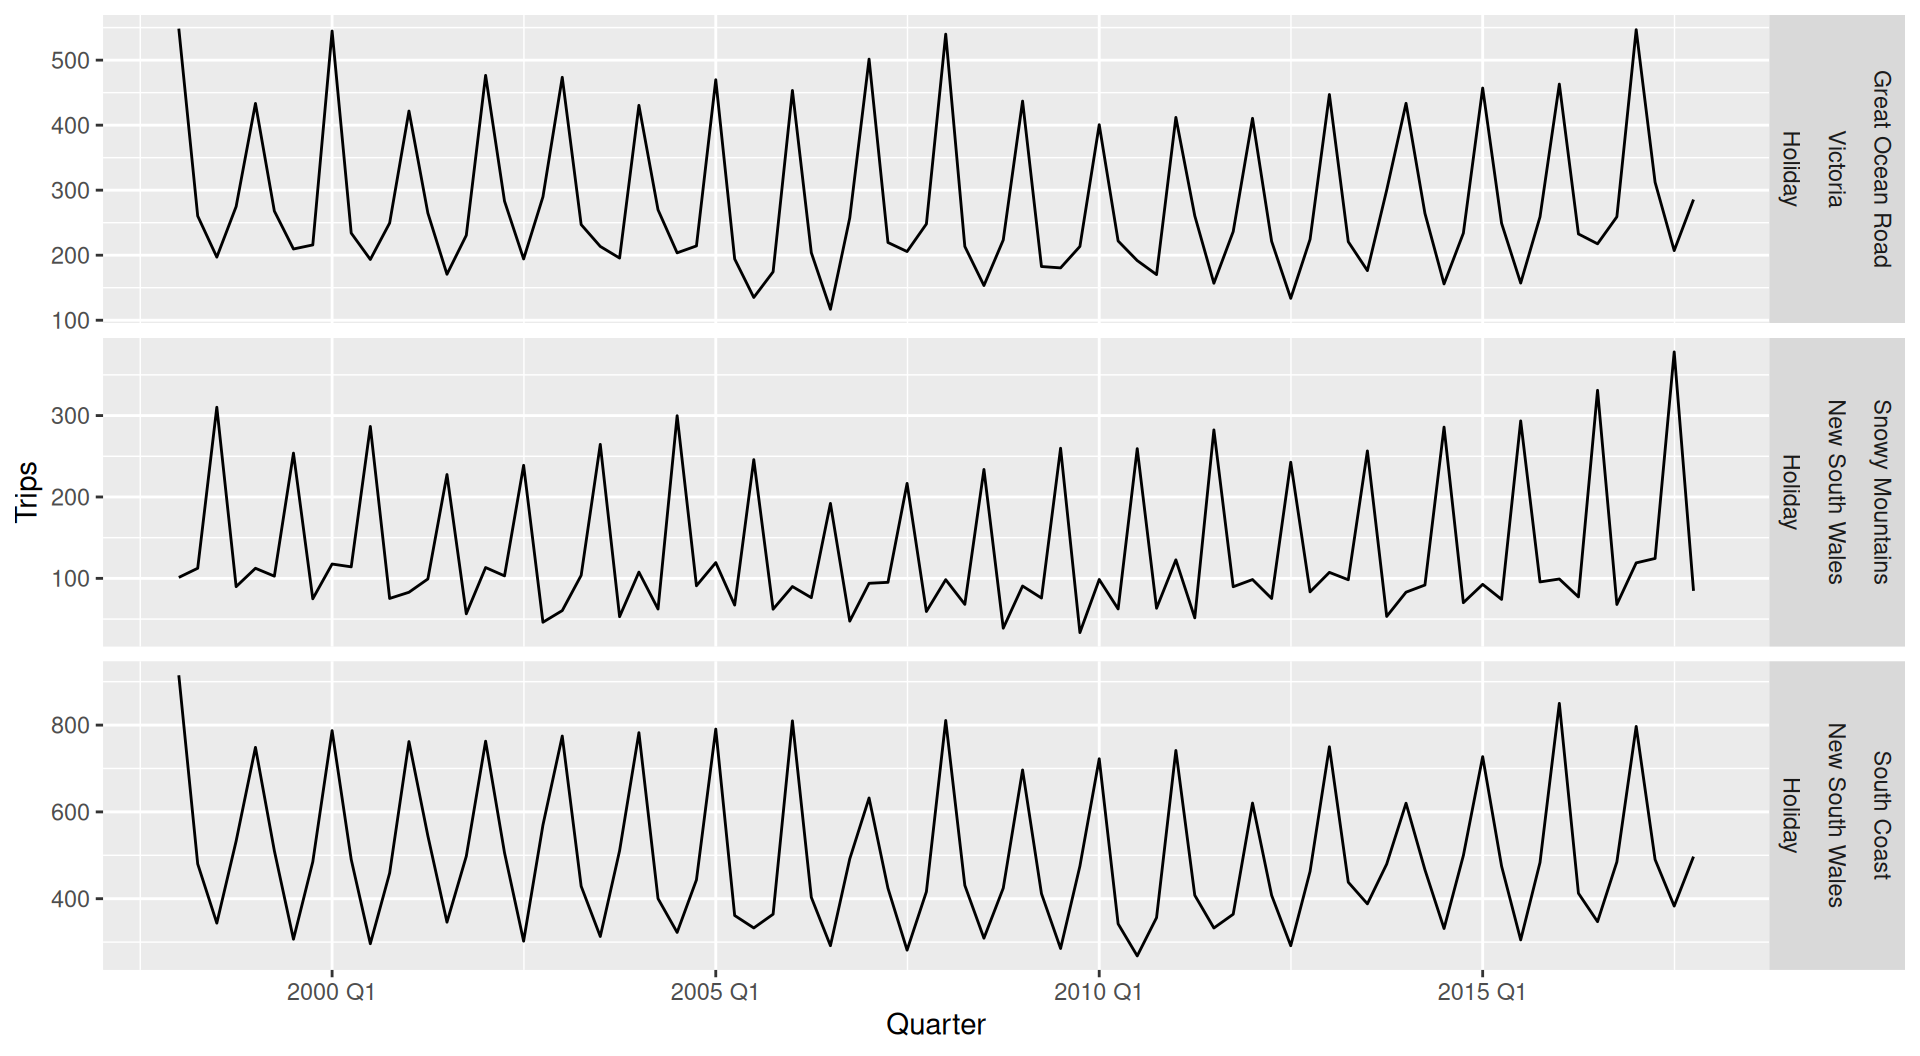 500
400
300
200
100
Great Ocean Road
Victoria
Holiday
300
200
100
Snowy Mountains
New South Wales
Holiday
800
600
400
South Coast
New South Wales
Holiday
Trips
2000 Q1
2005 Q1
2010 Q1
2015 Q1
Quarter